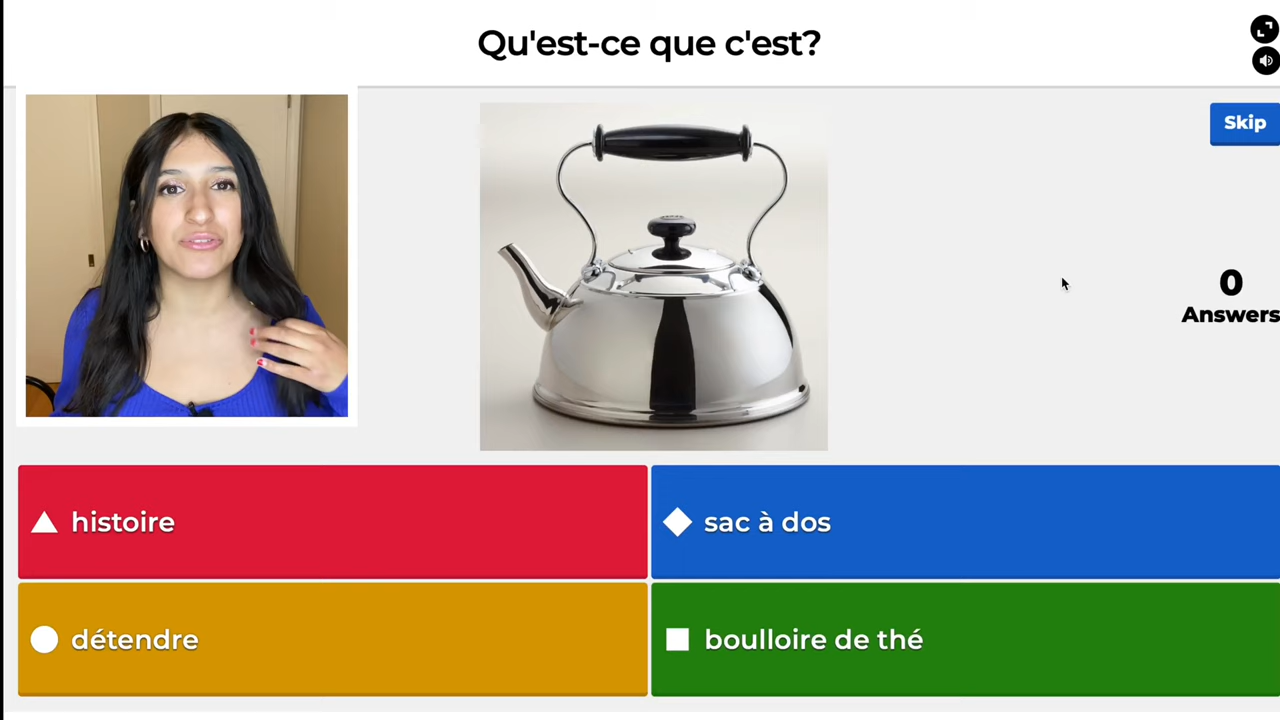 Qu'est-ce que c'est?
Skip
0
Answers
histoire
sac à dos
détendre
boulloire de thé